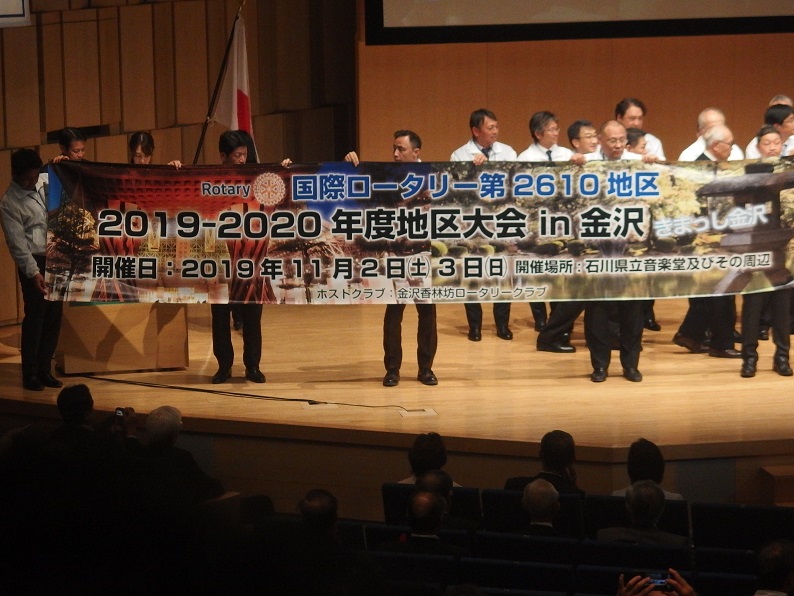 Rotary 国際ロータリー第2610地区
2019-2020 年度地区大会 in 金沢 きまっし金沢
開催日：2019年11月2日(土) 3日(日) 開催場所：石川県立音楽堂及びその周辺
ホストクラブ：金沢香林坊ロータリークラブ